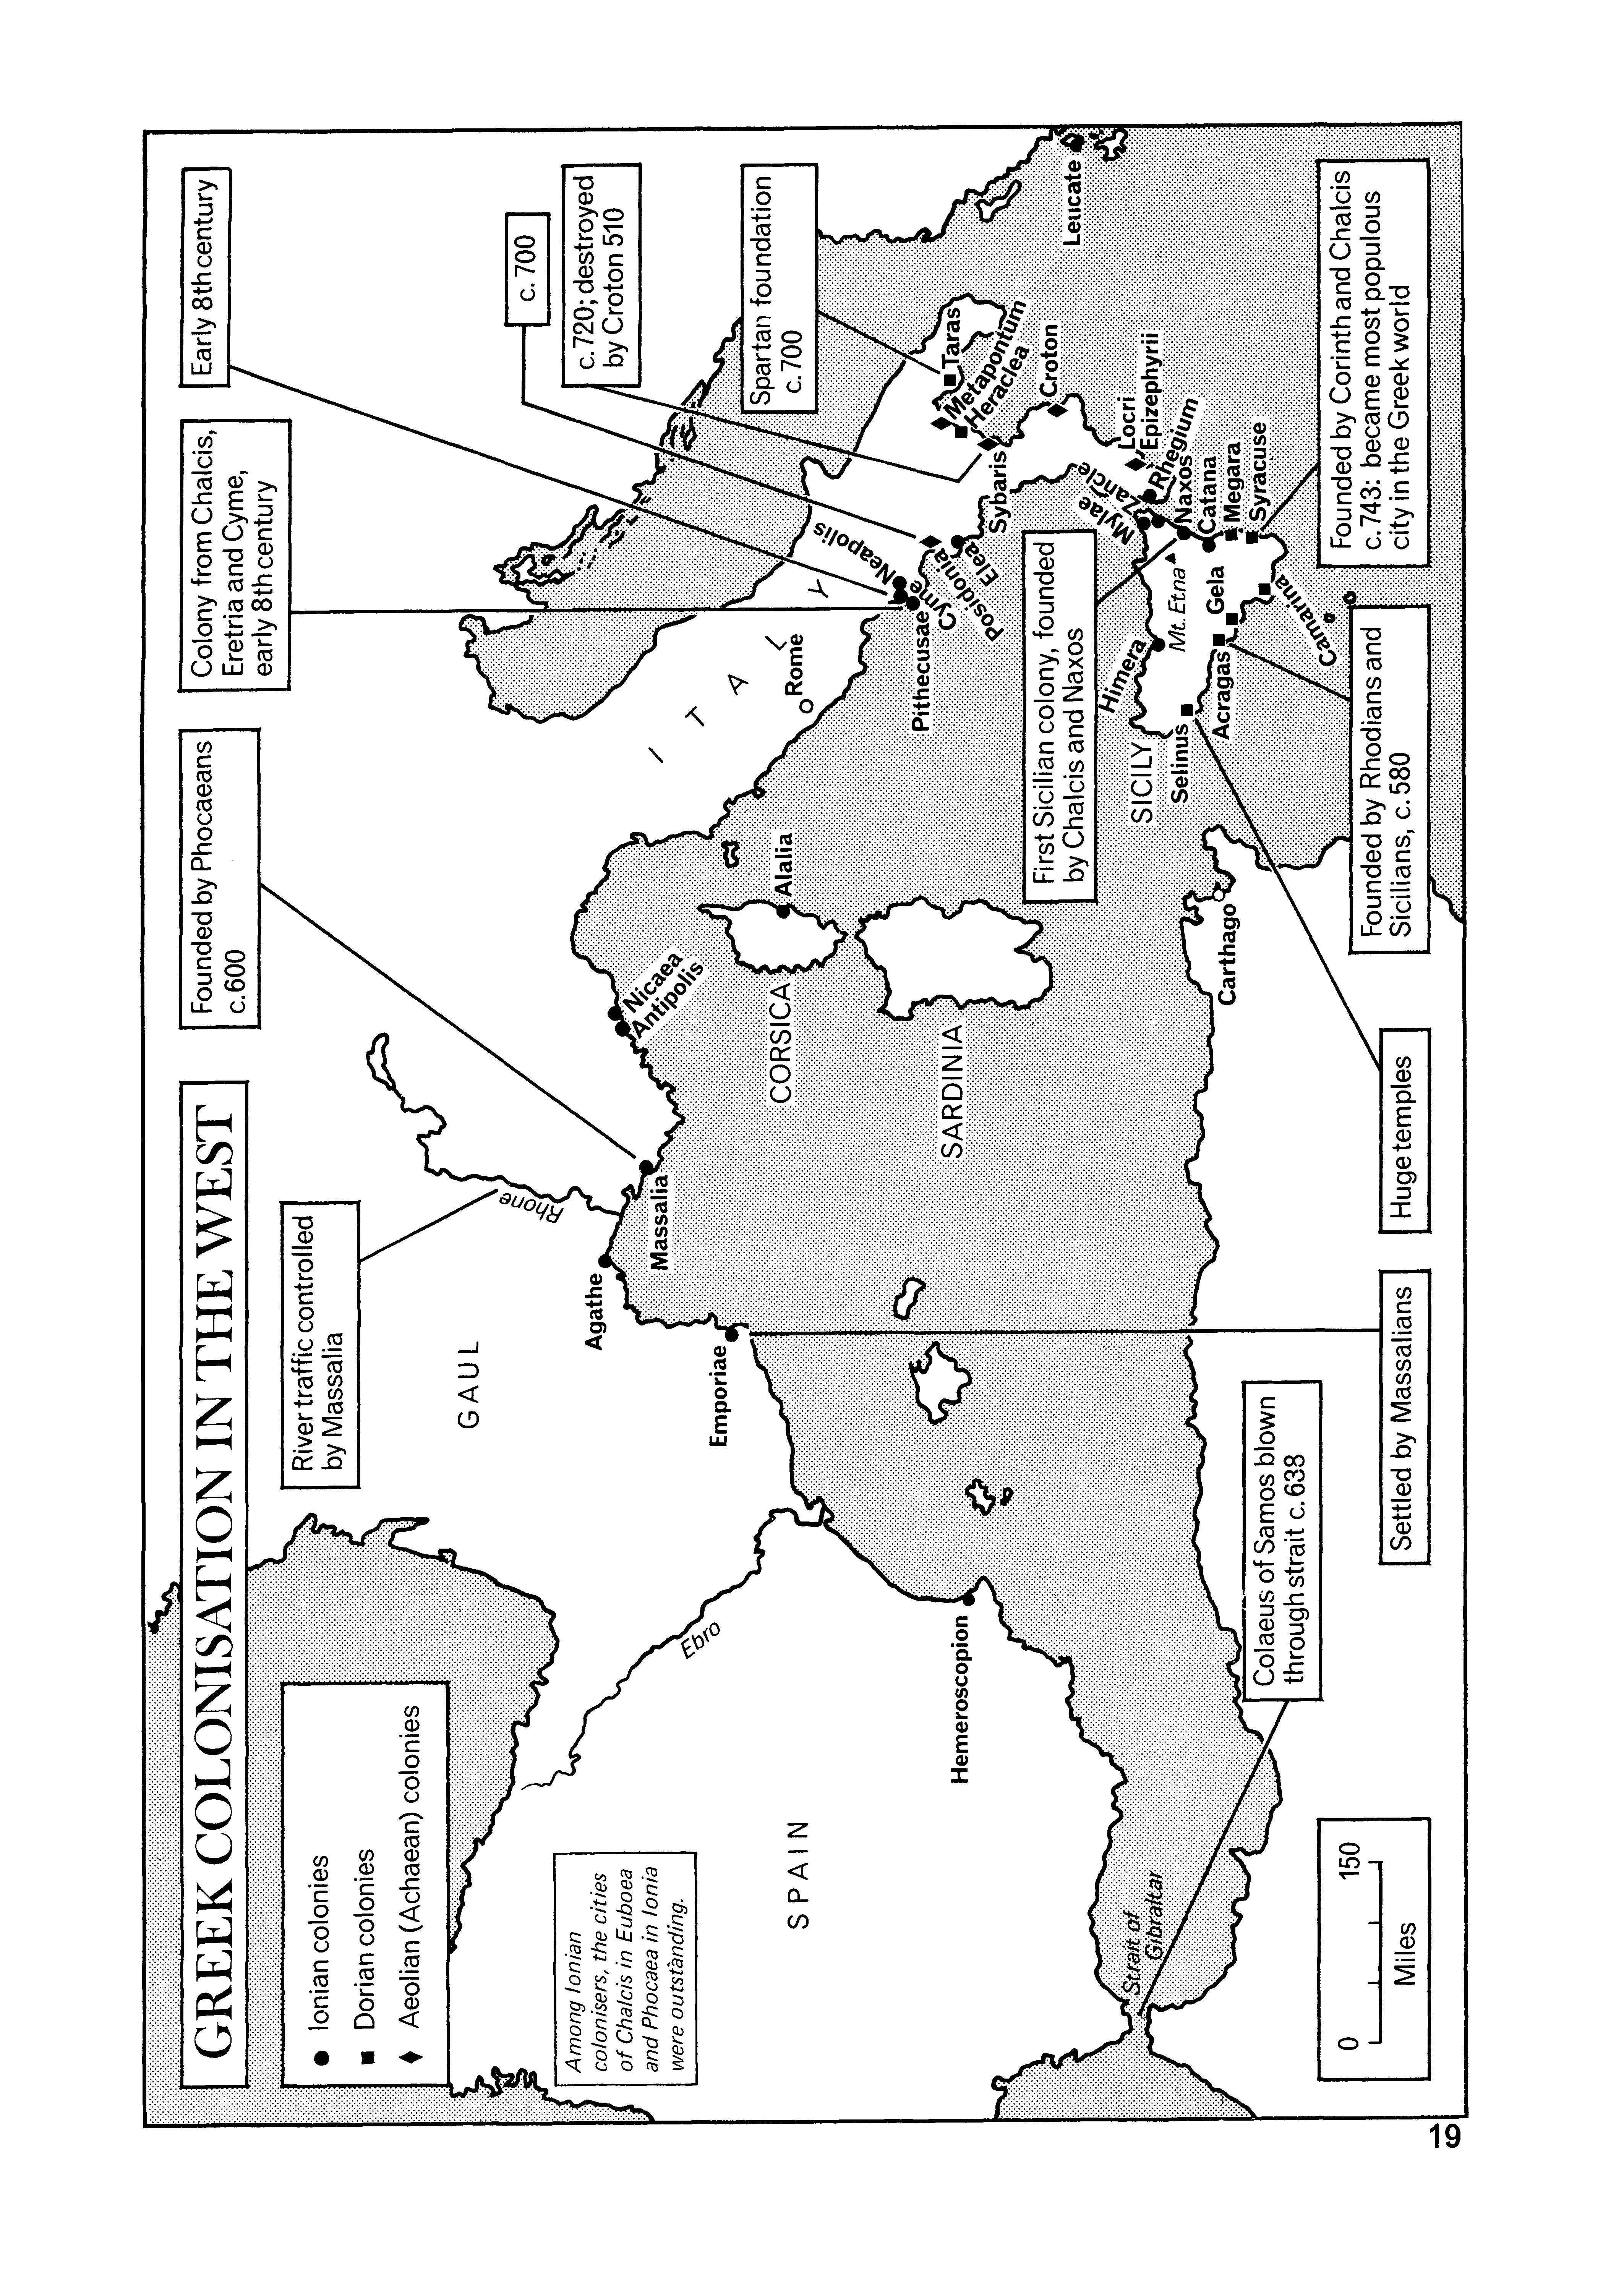 GREEK COLONISATION IN THE WEST
Ionian colonies
Dorian colonies
Aeolian (Achaean) colonies
River traffic controlled
by Massalia
Founded by Phocaeans
c.600
Colony from Chalcis,
Eretria and Cyme,
early 8th century
Early 8th century
c. 700
c.720; destroyed
by Croton 510
Spartan foundation
c.700
Among Ionian
colonisers, the cities
of Chalcis in Euboea
and Phocaea in Ionia
were outstanding.
GAUL
Rhone
Agathe
Massalia
Nicaea
Antipolis
Emporiae
Ebro
SPAIN
Hemeroscopion
Strait of
Gibraltar
CORSICA
Alalia
SARDINIA
ITALY
Rome
Neapolis
Pithecusae
Cyme
Posidonia
Elea
Sybaris
Taras
Metapontum
Heraclea
Croton
Leucate
Locri
Epizephyrii
Rhegium
Zancle
Mylae
Naxos
Catana
Megara
Syracuse
Mt. Etna
Himera
SICILY
Selinus
Acragas
Gela
Camarina
Carthago
First Sicilian colony, founded
by Chalcis and Naxos
Colaeus of Samos blown
through strait c. 638
Settled by Massalians
Huge temples
Founded by Rhodians and
Sicilians, c. 580
Founded by Corinth and Chalcis
c. 743: became most populous
city in the Greek world
0 150
Miles
19